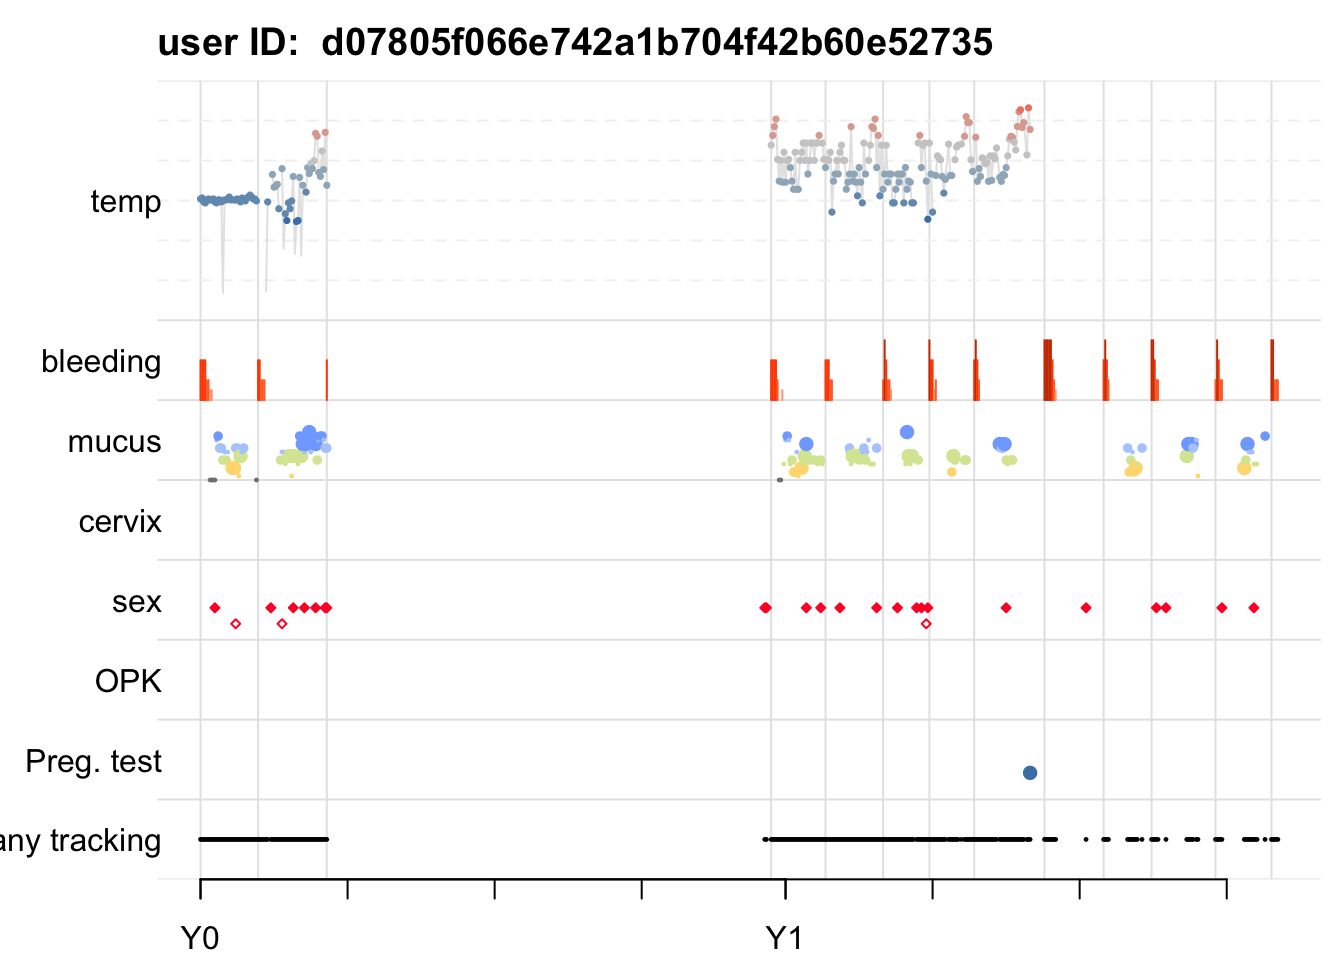 user ID:  d07805f066e742a1b704f42b60e52735
temp
bleeding
mucus
cervix
sex
OPK
Preg. test
any tracking
Y0
Y1